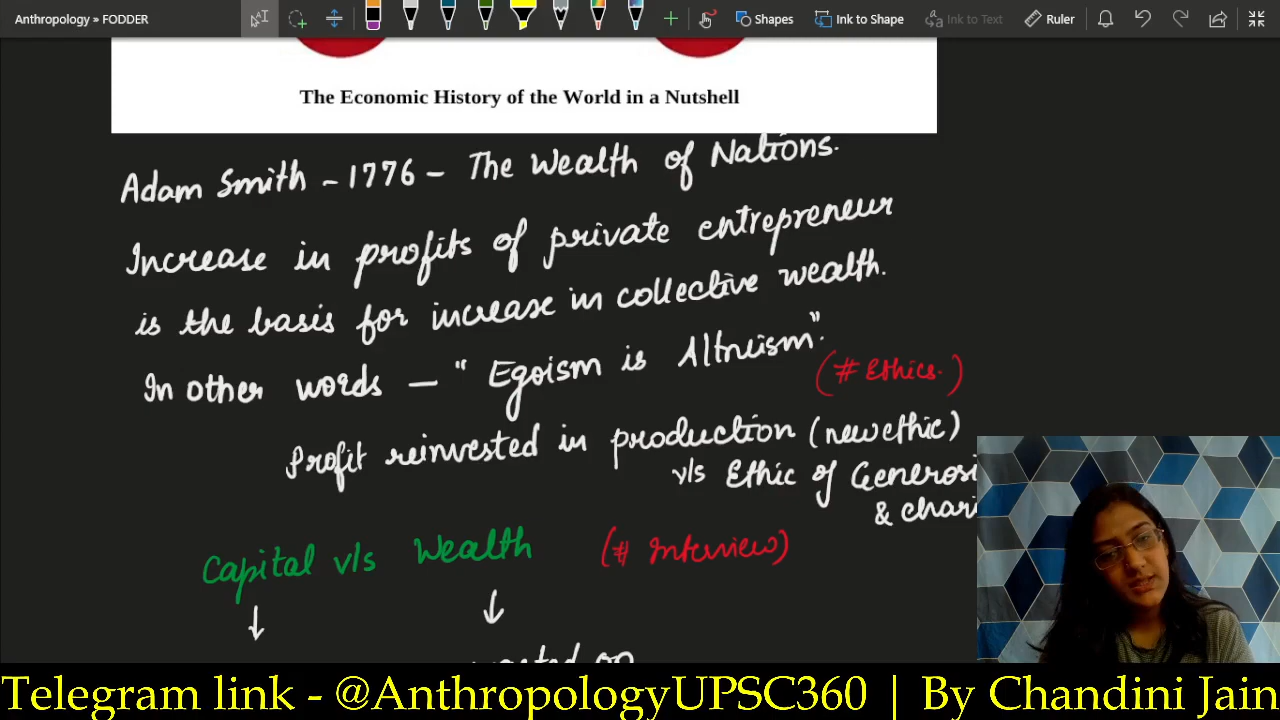 Anthropology » FODDER
Shapes
Ink to Shape
Ink to Text
Ruler
The Economic History of the World in a Nutshell
Adam Smith - 1776 - The Wealth of Nations.
Increase in profits of private entrepreneur
is the basis for increase in collective wealth.
In other words — "Egoism is Altruism".
(# Ethics.)
Profit reinvested in production (new ethic)
v/s Ethic of Generosi
& chari
Capital v/s Wealth (# Interview)
on
Telegram link - @AnthropologyUPSC360 | By Chandini Jain